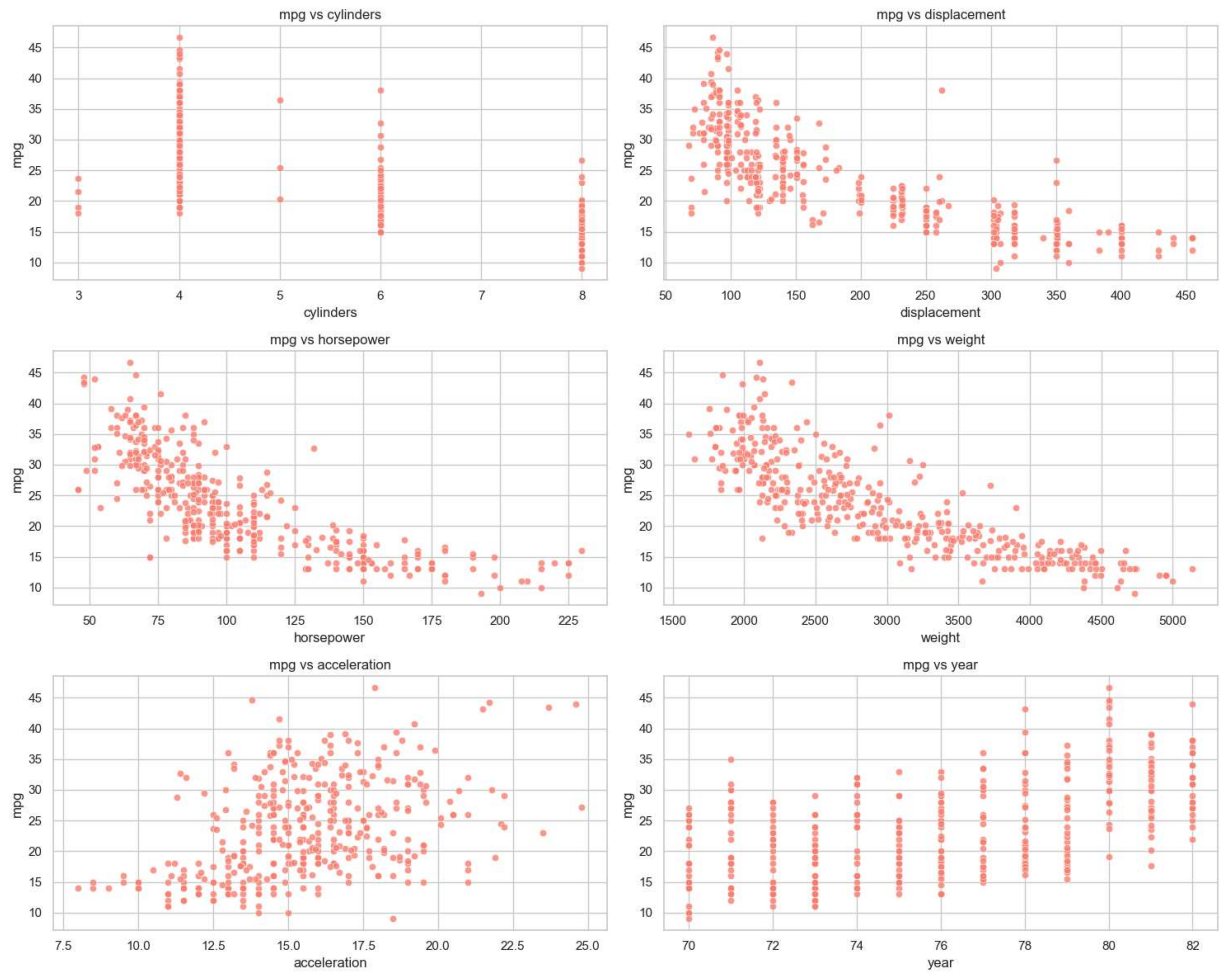 mpg vs cylinders
45
40
35
30
25
20
15
10
mpg
3 4 5 6 7 8
cylinders
mpg vs displacement
45
40
35
30
25
20
15
10
mpg
50 100 150 200 250 300 350 400 450
displacement
mpg vs horsepower
45
40
35
30
25
20
15
10
mpg
50 75 100 125 150 175 200 225
horsepower
mpg vs weight
45
40
35
30
25
20
15
10
mpg
1500 2000 2500 3000 3500 4000 4500 5000
weight
mpg vs acceleration
45
40
35
30
25
20
15
10
mpg
7.5 10.0 12.5 15.0 17.5 20.0 22.5 25.0
acceleration
mpg vs year
45
40
35
30
25
20
15
10
mpg
70 72 74 76 78 80 82
year